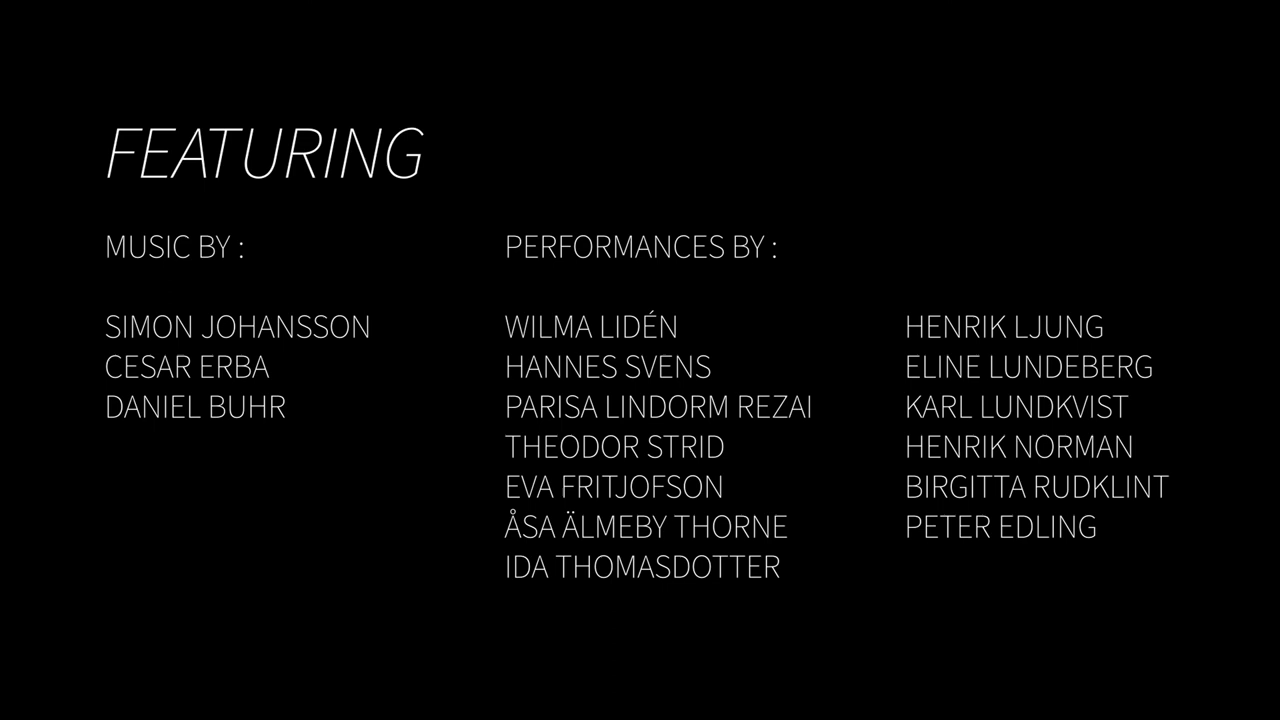 FEATURING
MUSIC BY :
SIMON JOHANSSON
CESAR ERBA
DANIEL BUHR
PERFORMANCES BY :
WILMA LIDÉN
HANNES SVENS
PARISA LINDORM REZAI
THEODOR STRID
EVA FRITJOFSON
ÅSA ÄLMEBY THORNE
IDA THOMASDOTTER
HENRIK LJUNG
ELINE LUNDEBERG
KARL LUNDKVIST
HENRIK NORMAN
BIRGITTA RUDKLINT
PETER EDLING